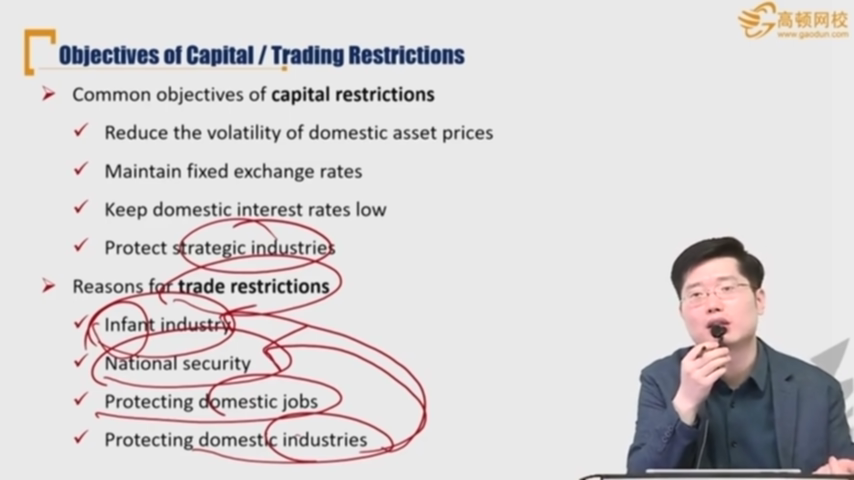 高顿网校
www.gaodun.com
Objectives of Capital / Trading Restrictions
Common objectives of capital restrictions
Reduce the volatility of domestic asset prices
Maintain fixed exchange rates
Keep domestic interest rates low
Protect strategic industries
Reasons for trade restrictions
Infant industry
National security
Protecting domestic jobs
Protecting domestic industries